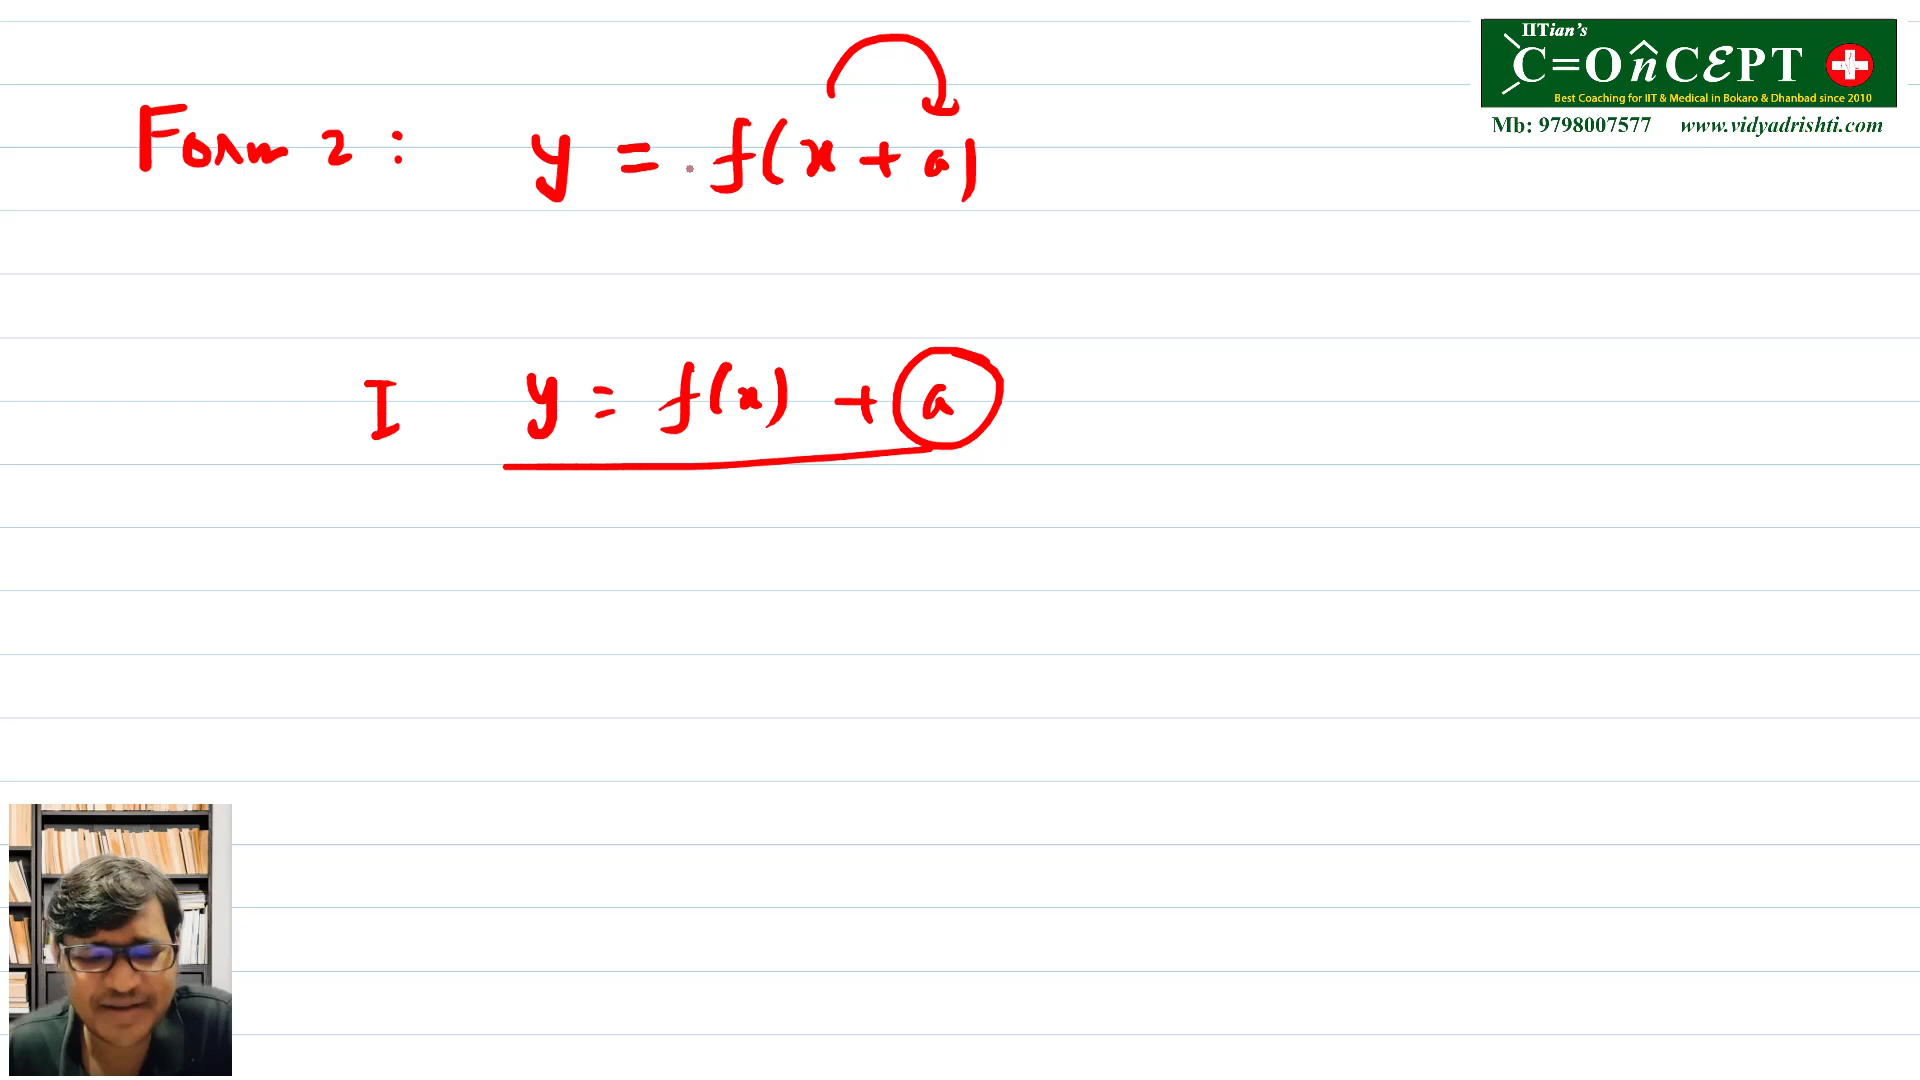 IITian's
C=OnCEPT
Best Coaching for IIT & Medical in Bokaro & Dhanbad since 2010
Mb: 9798007577 www.vidyadrishti.com
Form 2 : y = f(x + a)
I y = f(x) + a